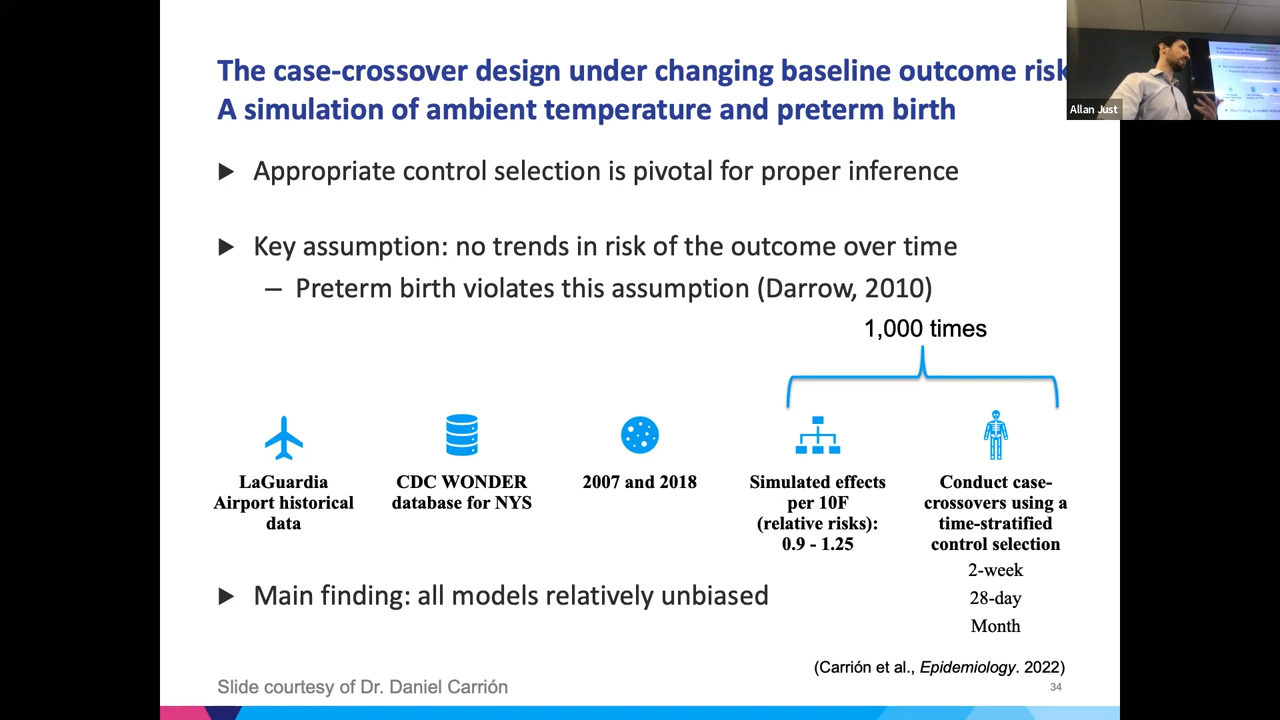 The case-crossover design under changing baseline outcome risk
A simulation of ambient temperature and preterm birth
Allan Just
Appropriate control selection is pivotal for proper inference
Key assumption: no trends in risk of the outcome over time
– Preterm birth violates this assumption (Darrow, 2010)
1,000 times
LaGuardia
Airport historical
data
CDC WONDER
database for NYS
2007 and 2018
Simulated effects
per 10F
(relative risks):
0.9 - 1.25
Conduct case-
crossovers using a
time-stratified
control selection
2-week
28-day
Month
Main finding: all models relatively unbiased
(Carrión et al., Epidemiology. 2022)
Slide courtesy of Dr. Daniel Carrión
34